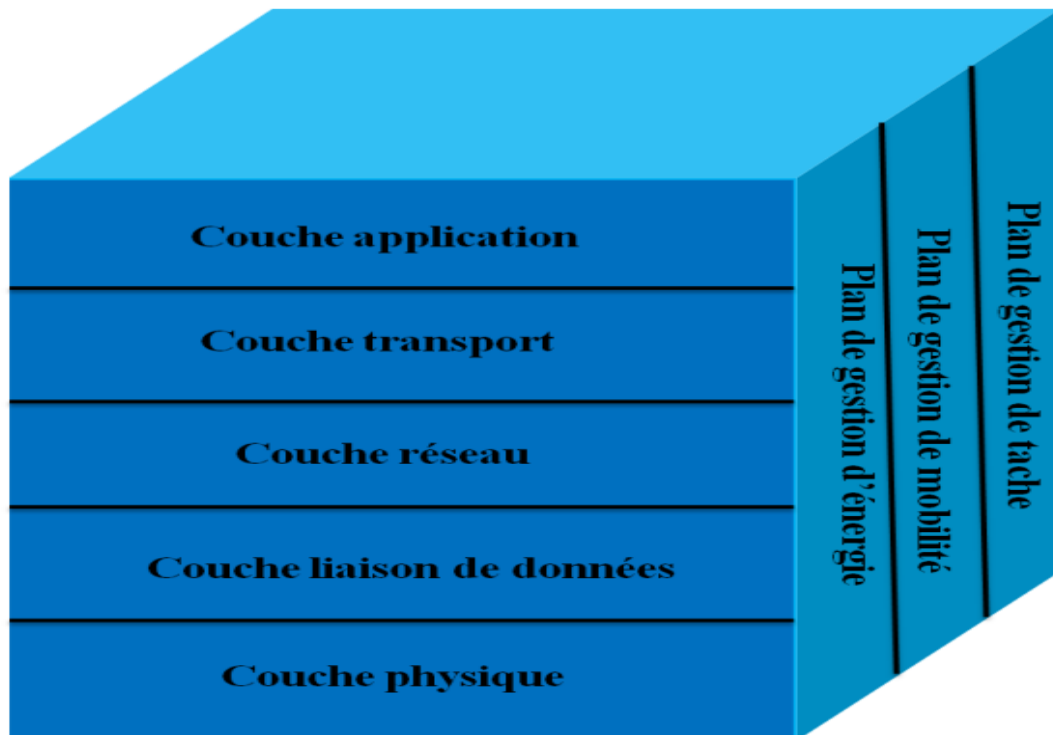 Couche application
Couche transport
Couche réseau
Couche liaison de données
Couche physique
Plan de gestion d'énergie
Plan de gestion de mobilité
Plan de gestion de tache